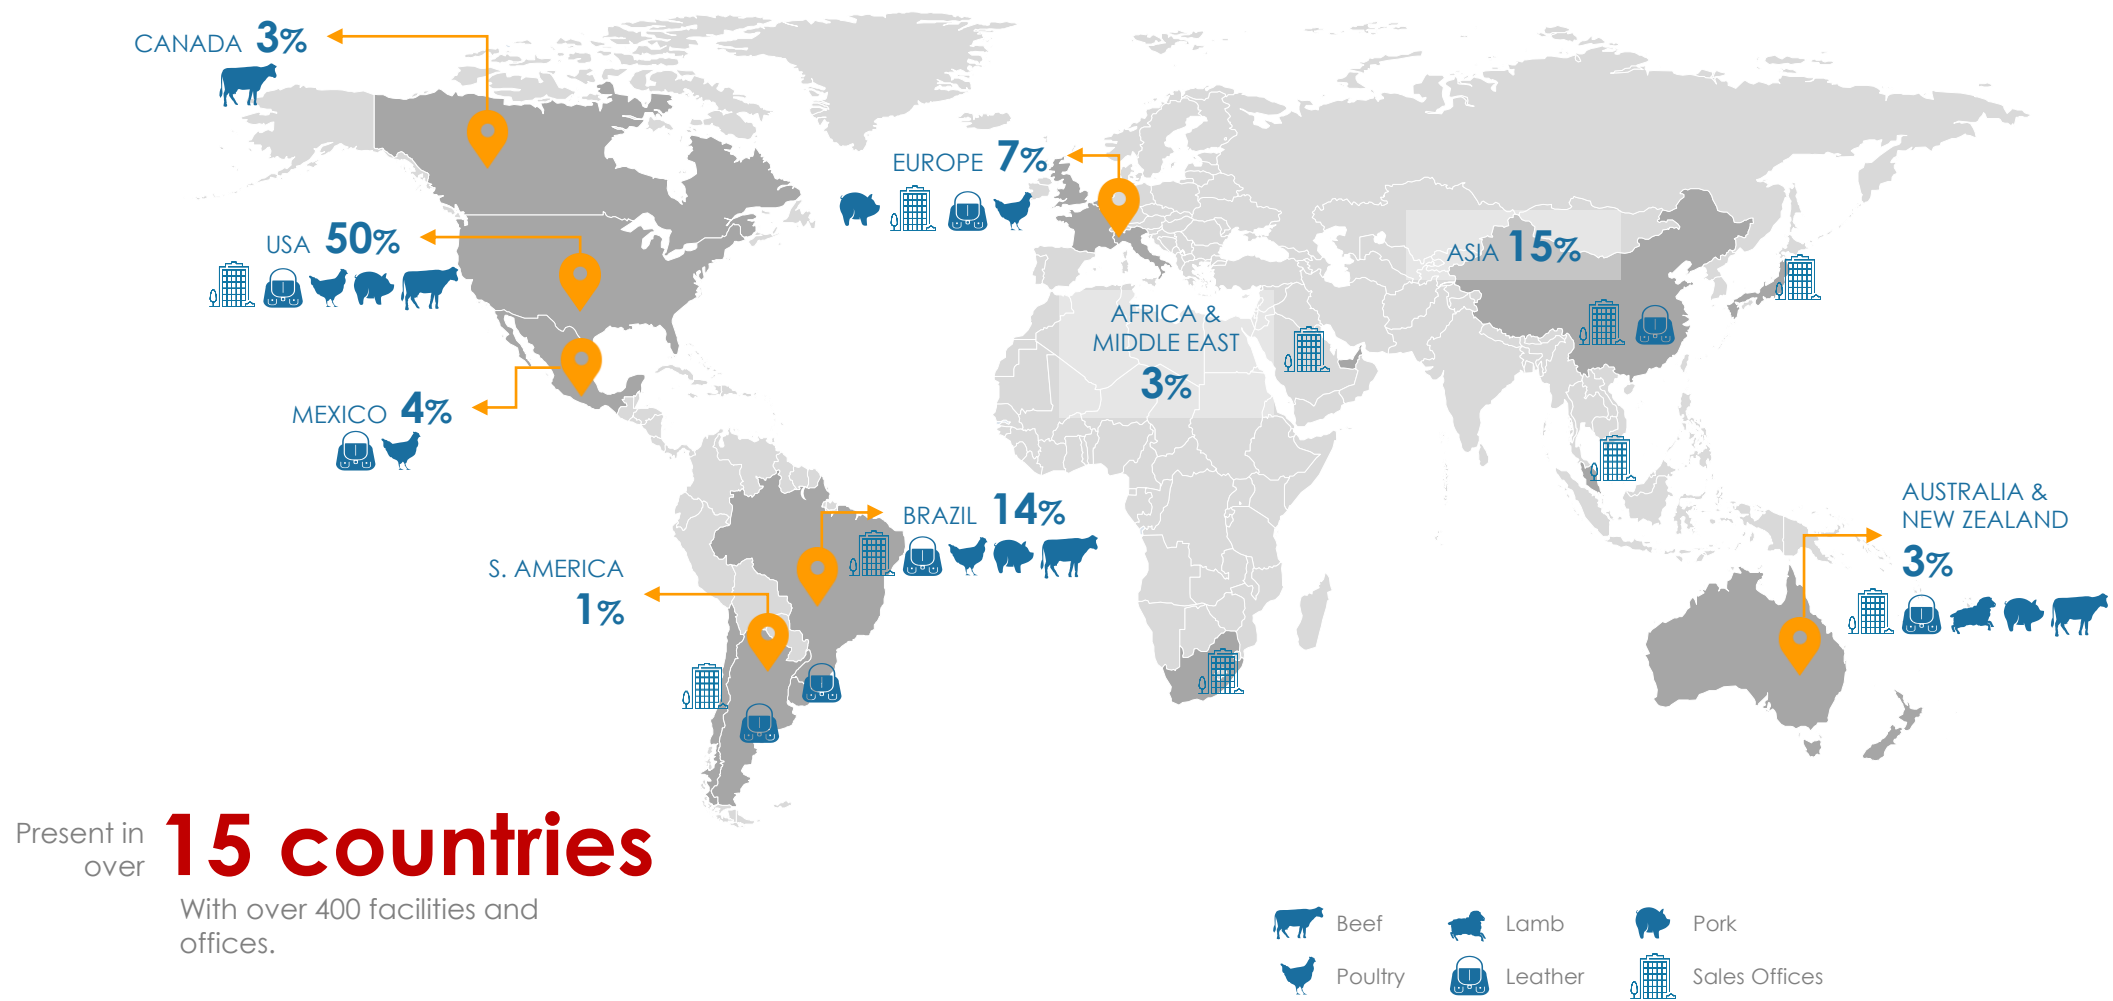 CANADA 3%
EUROPE 7%
USA 50%
ASIA 15%
AFRICA &
MIDDLE EAST
3%
MEXICO 4%
AUSTRALIA &
NEW ZEALAND
3%
BRAZIL 14%
S. AMERICA
1%
Present in
over
15 countries
With over 400 facilities and
offices.
Beef
Lamb
Pork
Poultry
Leather
Sales Offices